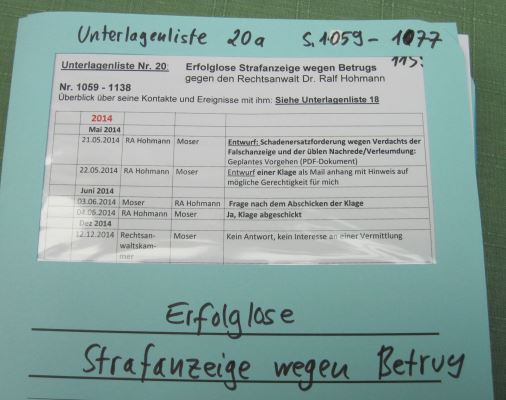 Unterlagenliste 20a S. 1059 - 1077
Unterlagenliste Nr. 20: Erfolglose Strafanzeige wegen Betrugs
gegen den Rechtsanwalt Dr. Ralf Hohmann
Nr. 1059 - 1138
Überblick über seine Kontakte und Ereignisse mit ihm: Siehe Unterlagenliste 18
2014
Mai 2014
21.05.2014 RA Hohmann Moser Entwurf: Schadenersatzforderung wegen Verdachts der
Falschanzeige und der üblen Nachrede/Verleumdung:
Geplantes Vorgehen (PDF-Dokument)
22.05.2014 RA Hohmann Moser Entwurf einer Klage als Mail anhang mit Hinweis auf
mögliche Gerechtigkeit für mich
Juni 2014
03.06.2014 Moser RA Hohmann Frage nach dem Abschicken der Klage
04.06.2014 RA Hohmann Moser Ja, Klage abgeschickt
Dez 2014
12.12.2014 Rechtsan- Moser Kein Antwort, kein Interesse an einer Vermittlung
waltskam-
mer
Erfolglose
Strafanzeige wegen Betrug